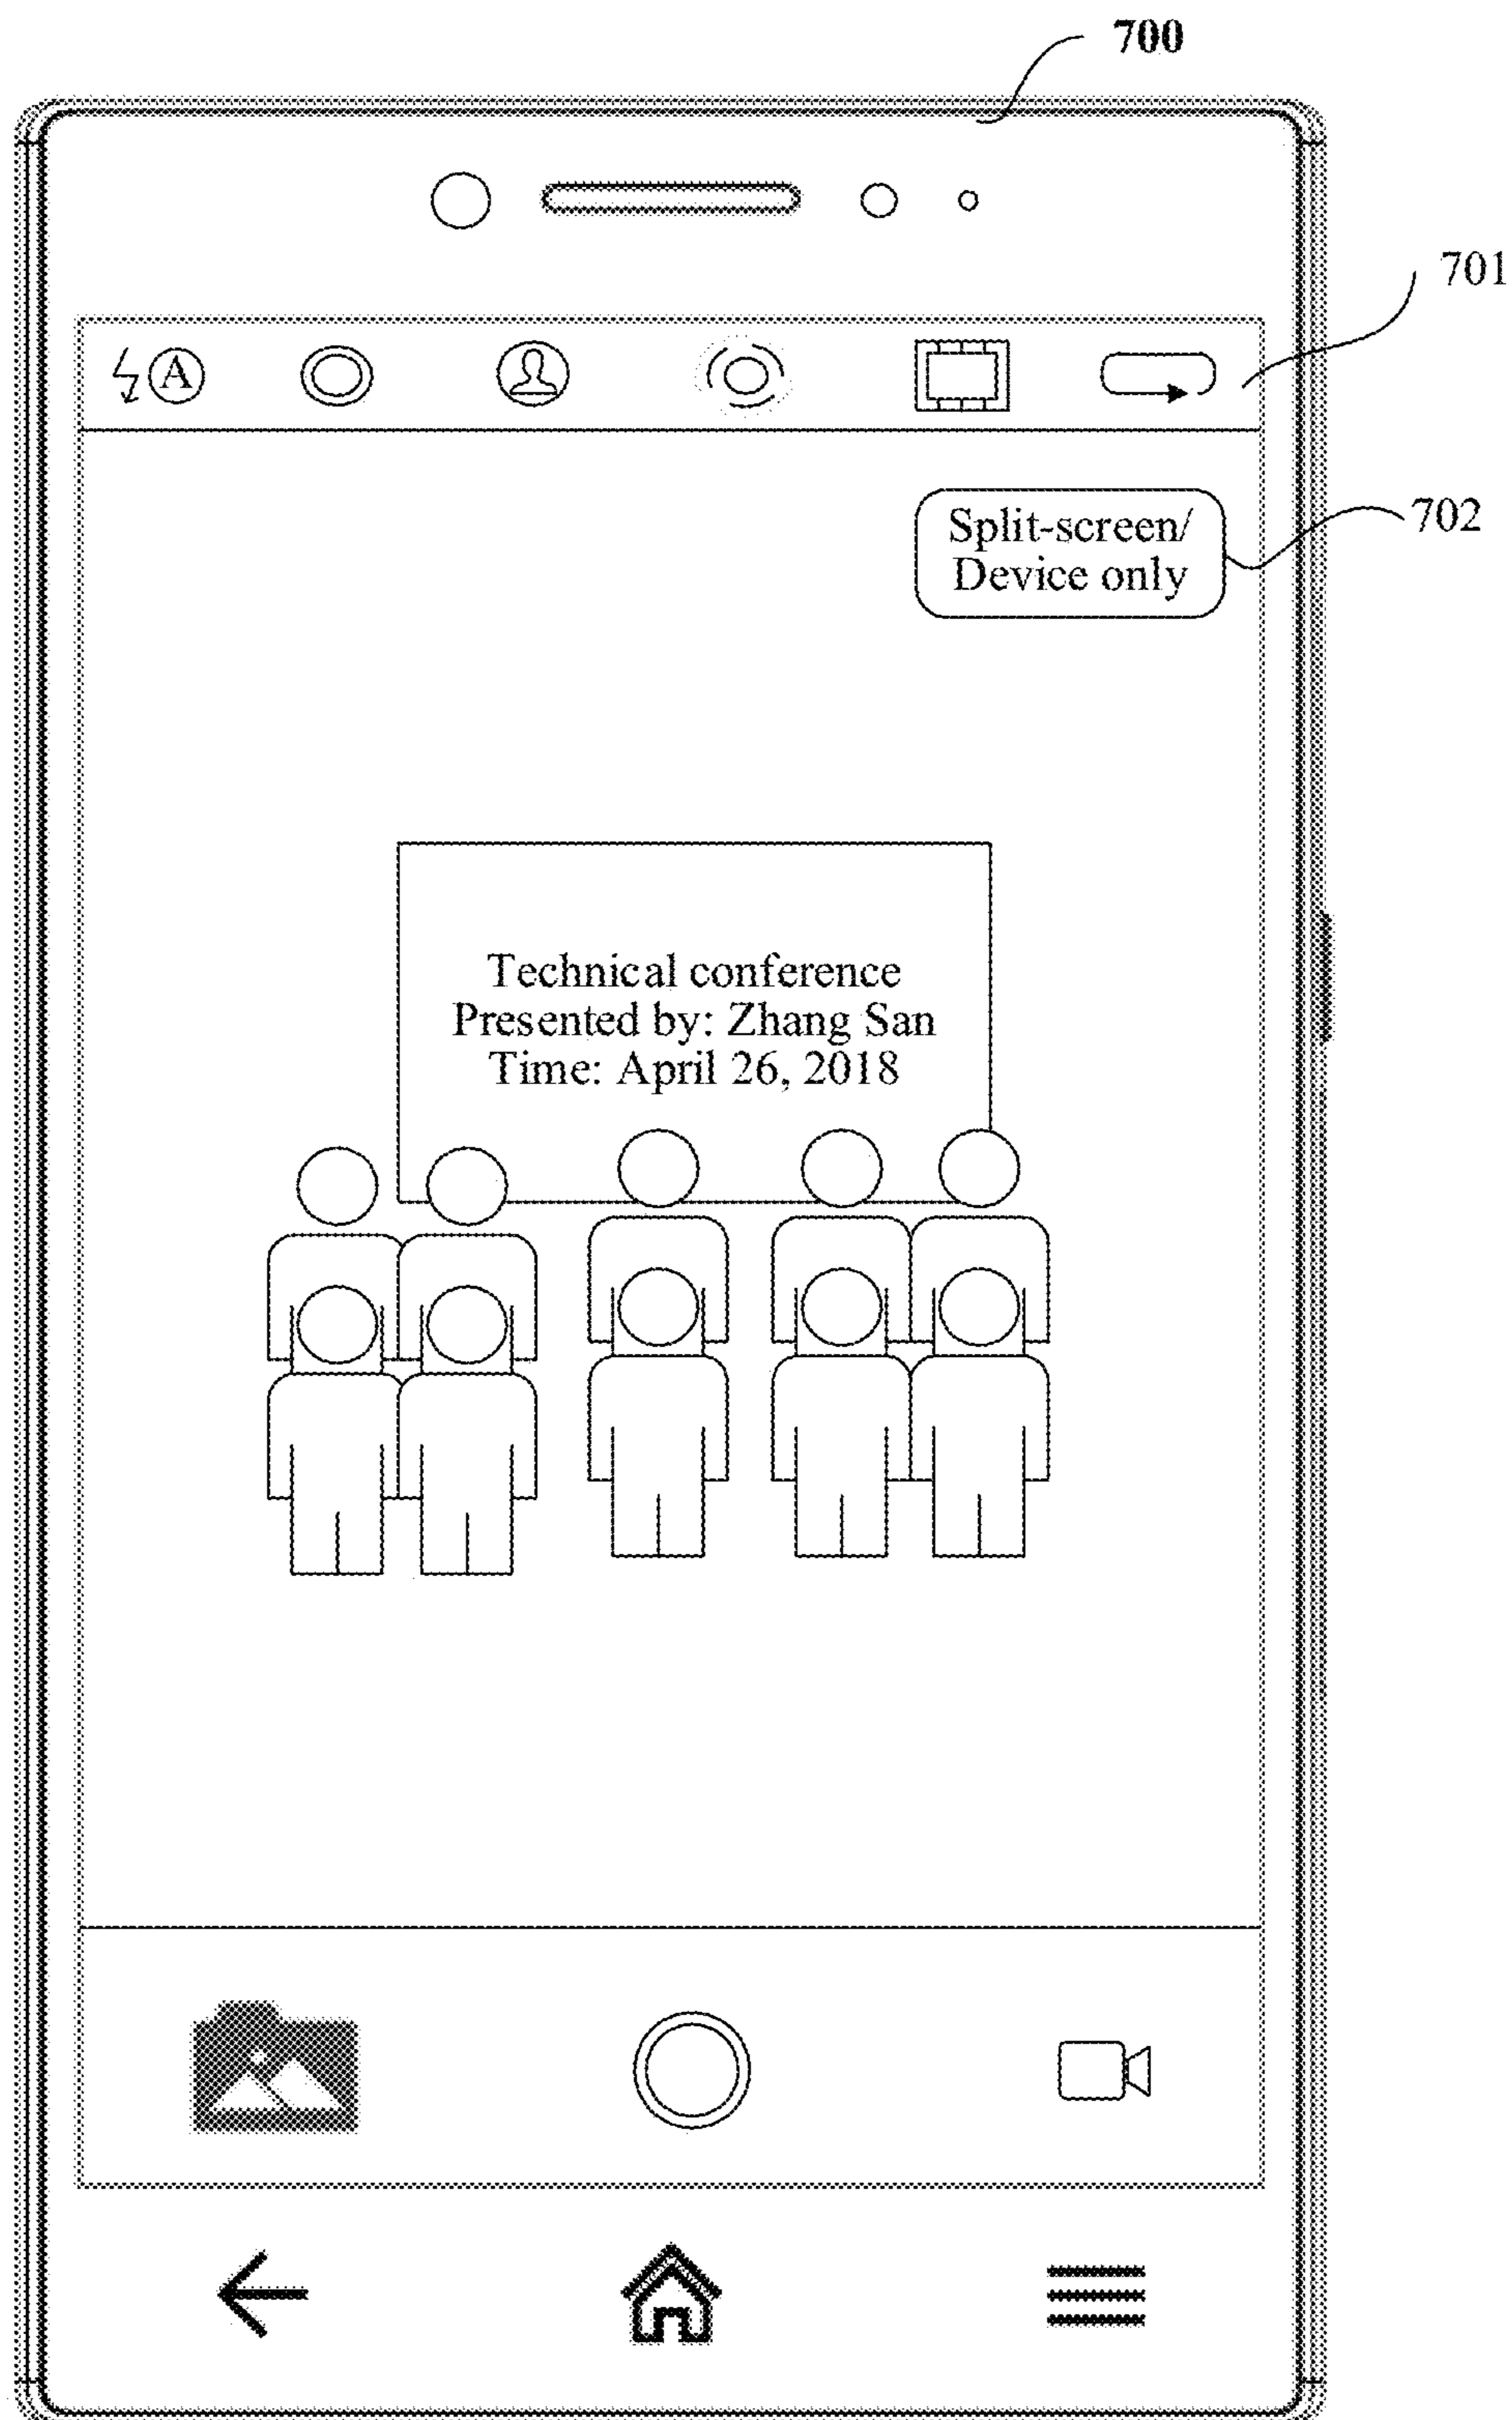 700
701
A
Split-screen/
Device only
702
Technical conference
Presented by: Zhang San
Time: April 26, 2018